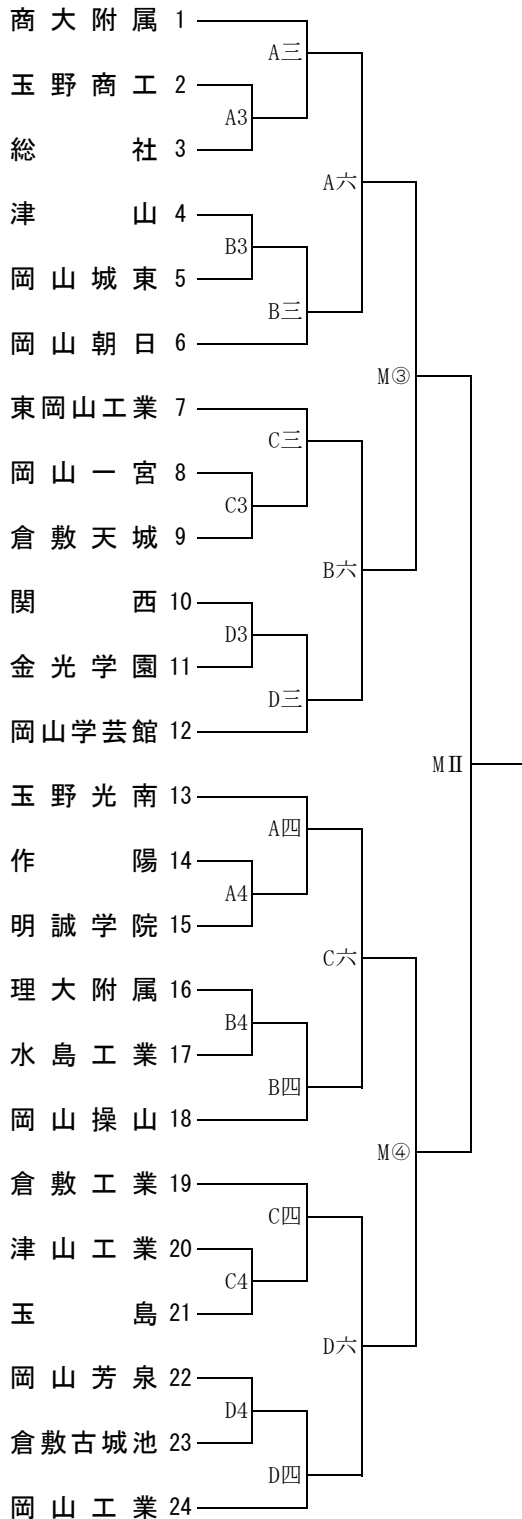 商大附属 1
A三
玉野商工 2
A3
総社 3
A六
津山 4
B3
岡山城東 5
B三
岡山朝日 6
M③
東岡山工業 7
C三
岡山一宮 8
C3
倉敷天城 9
B六
関西 10
D3
金光学園 11
D三
岡山学芸館 12
MⅡ
玉野光南 13
A四
作陽 14
A4
明誠学院 15
C六
理大附属 16
B4
水島工業 17
B四
岡山操山 18
M④
倉敷工業 19
C四
津山工業 20
C4
玉島 21
D六
岡山芳泉 22
D4
倉敷古城池 23
D四
岡山工業 24